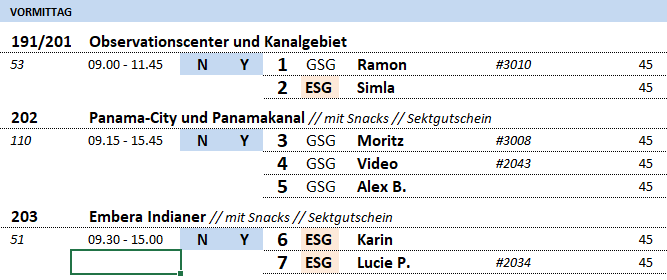 VORMITTAG
191/201 Observationscenter und Kanalgebiet
53 09.00 - 11.45 N Y 1 GSG Ramon #3010 45
2 ESG Simla 45
202 Panama-City und Panamakanal // mit Snacks // Sektgutschein
110 09.15 - 15.45 N Y 3 GSG Moritz #3008 45
4 GSG Video #2043 45
5 GSG Alex B. 45
203 Embera Indianer // mit Snacks // Sektgutschein
51 09.30 - 15.00 N Y 6 ESG Karin 45
7 ESG Lucie P. #2034 45